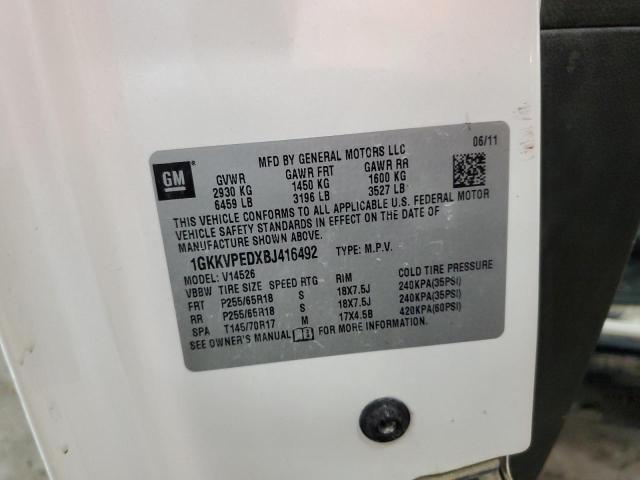 GM
MFD BY GENERAL MOTORS LLC 06/11
GVWR GAWR FRT GAWR RR
2930 KG 1450 KG 1600 KG
6459 LB 3196 LB 3527 LB
THIS VEHICLE CONFORMS TO ALL APPLICABLE U.S. FEDERAL MOTOR
VEHICLE SAFETY STANDARDS IN EFFECT ON THE DATE OF
MANUFACTURE SHOWN ABOVE.
1GKKVPEDXBJ416492 TYPE: M.P.V.
MODEL: V14526
VBBW TIRE SIZE SPEED RTG RIM COLD TIRE PRESSURE
FRT P255/65R18 S 18X7.5J 240KPA(35PSI)
RR P255/65R18 S 18X7.5J 240KPA(35PSI)
SPA T145/70R17 M 17X4.5B 420KPA(60PSI)
SEE OWNER'S MANUAL FOR MORE INFORMATION.